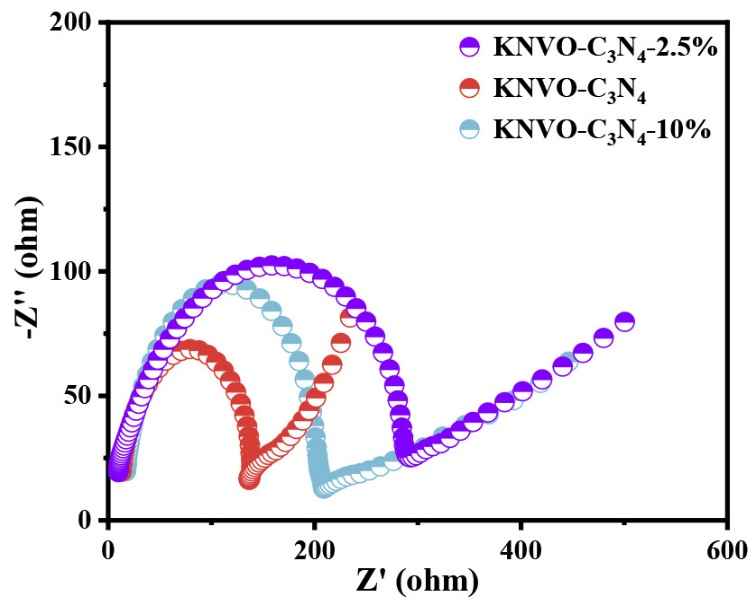 200
KNVO-C₃N₄-2.5%
KNVO-C₃N₄
KNVO-C₃N₄-10%
150
100
50
0
-Z'' (ohm)
0 200 400 600
Z' (ohm)